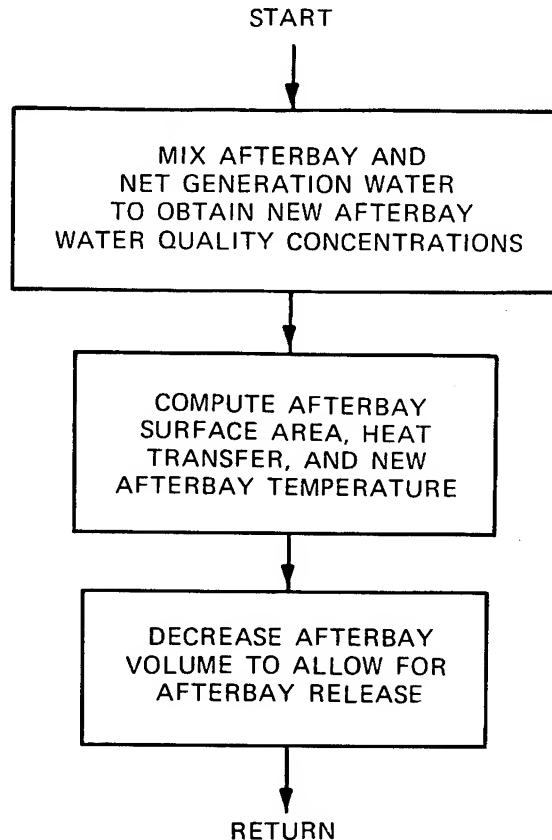 START
MIX AFTERBAY AND
NET GENERATION WATER
TO OBTAIN NEW AFTERBAY
WATER QUALITY CONCENTRATIONS
COMPUTE AFTERBAY
SURFACE AREA, HEAT
TRANSFER, AND NEW
AFTERBAY TEMPERATURE
DECREASE AFTERBAY
VOLUME TO ALLOW FOR
AFTERBAY RELEASE
RETURN